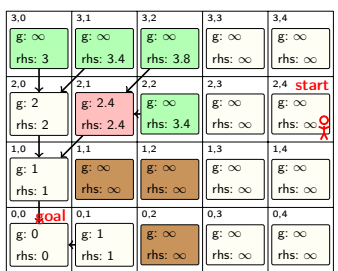 3,0 3,1 3,2 3,3 3,4
g: ∞ g: ∞ g: ∞ g: ∞ g: ∞
rhs: 3 rhs: 3.4 rhs: 3.8 rhs: ∞ rhs: ∞
2,0 2,1 2,2 2,3 2,4 start
g: 2 g: 2.4 g: ∞ g: ∞ g: ∞
rhs: 2 rhs: 2.4 rhs: 3.4 rhs: ∞ rhs: ∞
1,0 1,1 1,2 1,3 1,4
g: 1 g: ∞ g: ∞ g: ∞ g: ∞
rhs: 1 rhs: ∞ rhs: ∞ rhs: ∞ rhs: ∞
0,0 goal 0,1 0,2 0,3 0,4
g: 0 g: 1 g: ∞ g: ∞ g: ∞
rhs: 0 rhs: 1 rhs: ∞ rhs: ∞ rhs: ∞